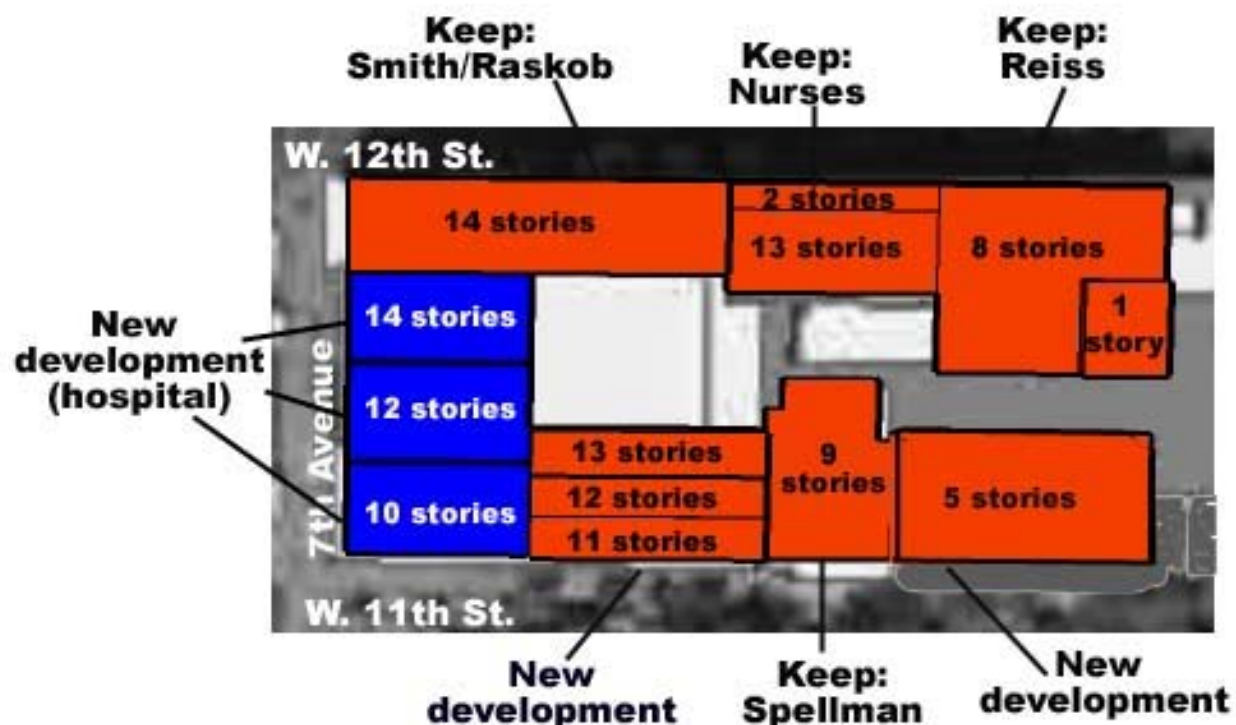 Keep:
Smith/Raskob
Keep:
Nurses
Keep:
Reiss
W. 12th St.
14 stories
2 stories
13 stories
8 stories
1
story
New
development
(hospital)
7th Avenue
14 stories
12 stories
10 stories
13 stories
12 stories
11 stories
9
stories
5 stories
W. 11th St.
New
development
Keep:
Spellman
New
development